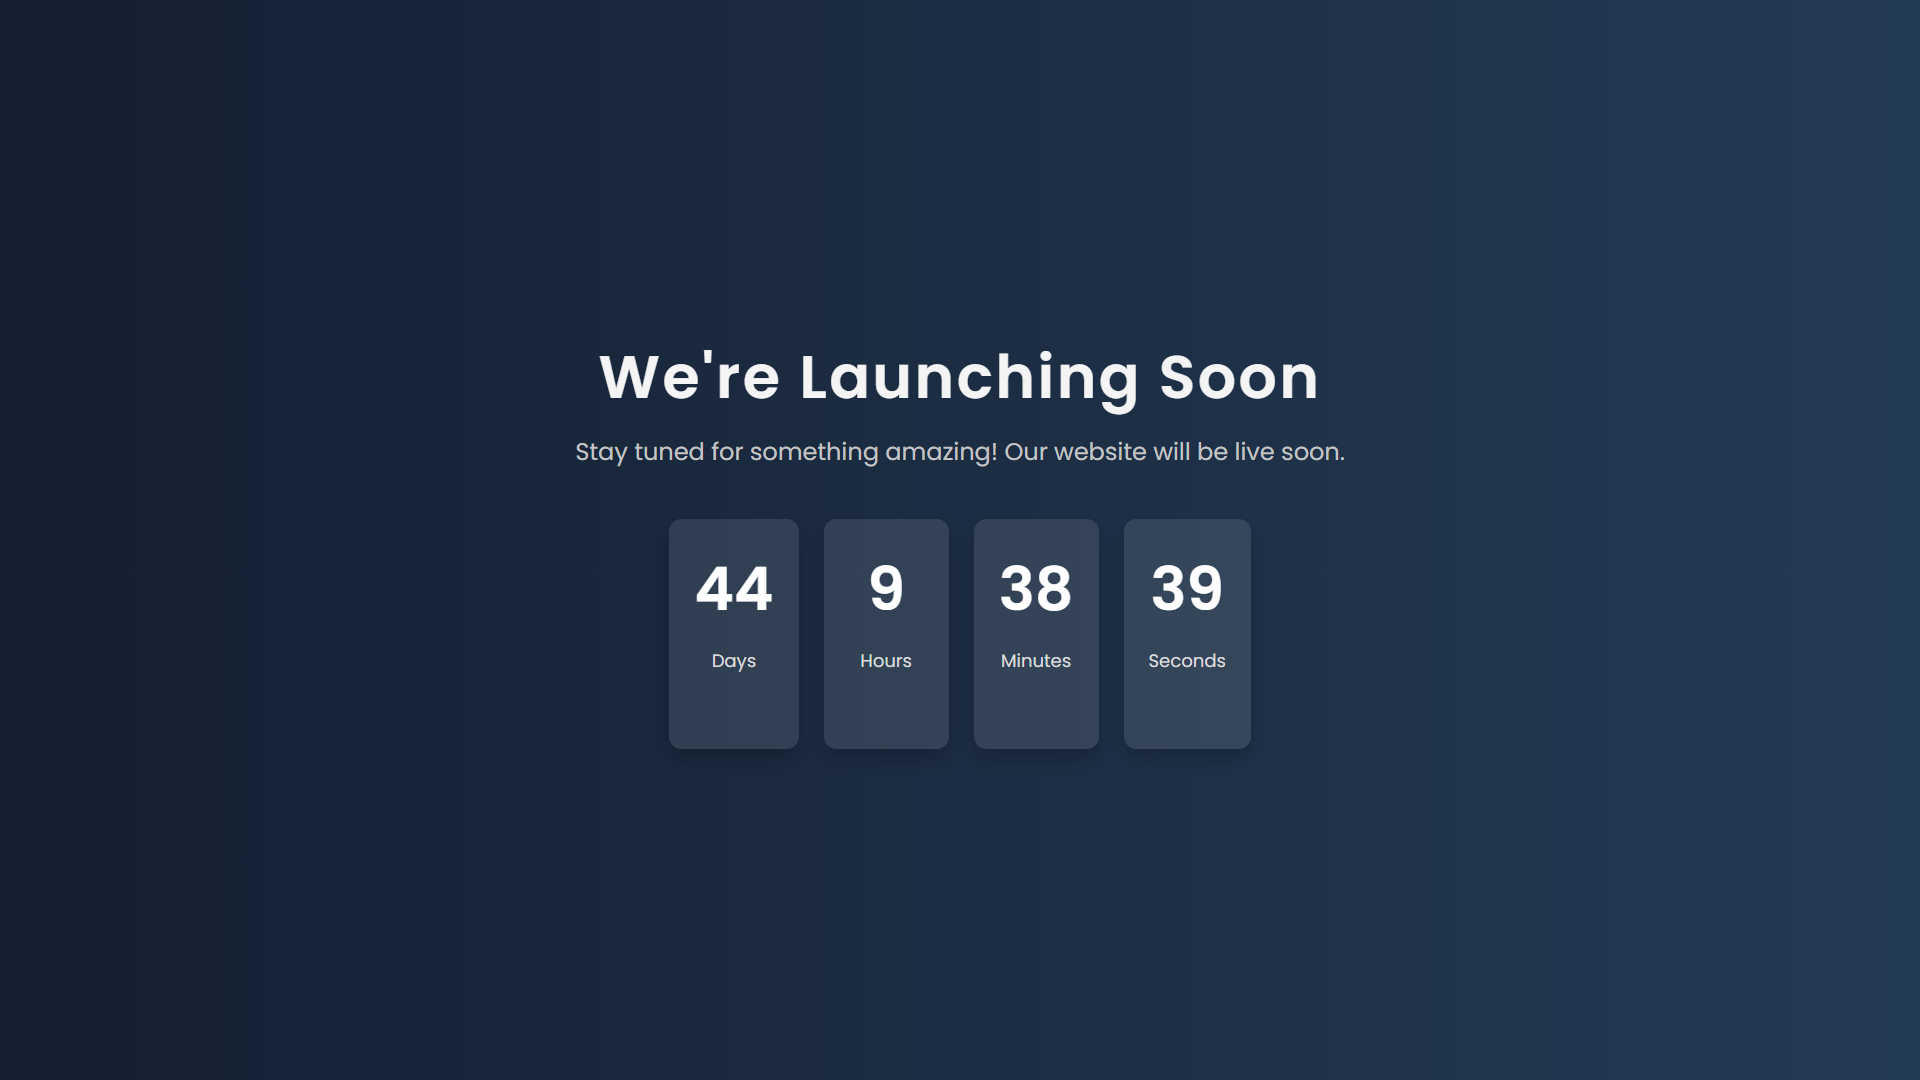 We're Launching Soon
Stay tuned for something amazing! Our website will be live soon.
44 9 38 39
Days Hours Minutes Seconds